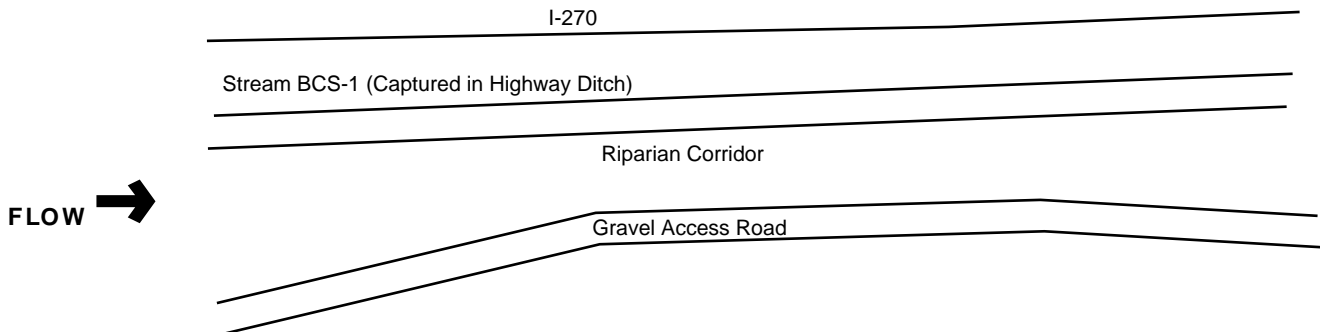 I-270
Stream BCS-1 (Captured in Highway Ditch)
Riparian Corridor
FLOW
Gravel Access Road